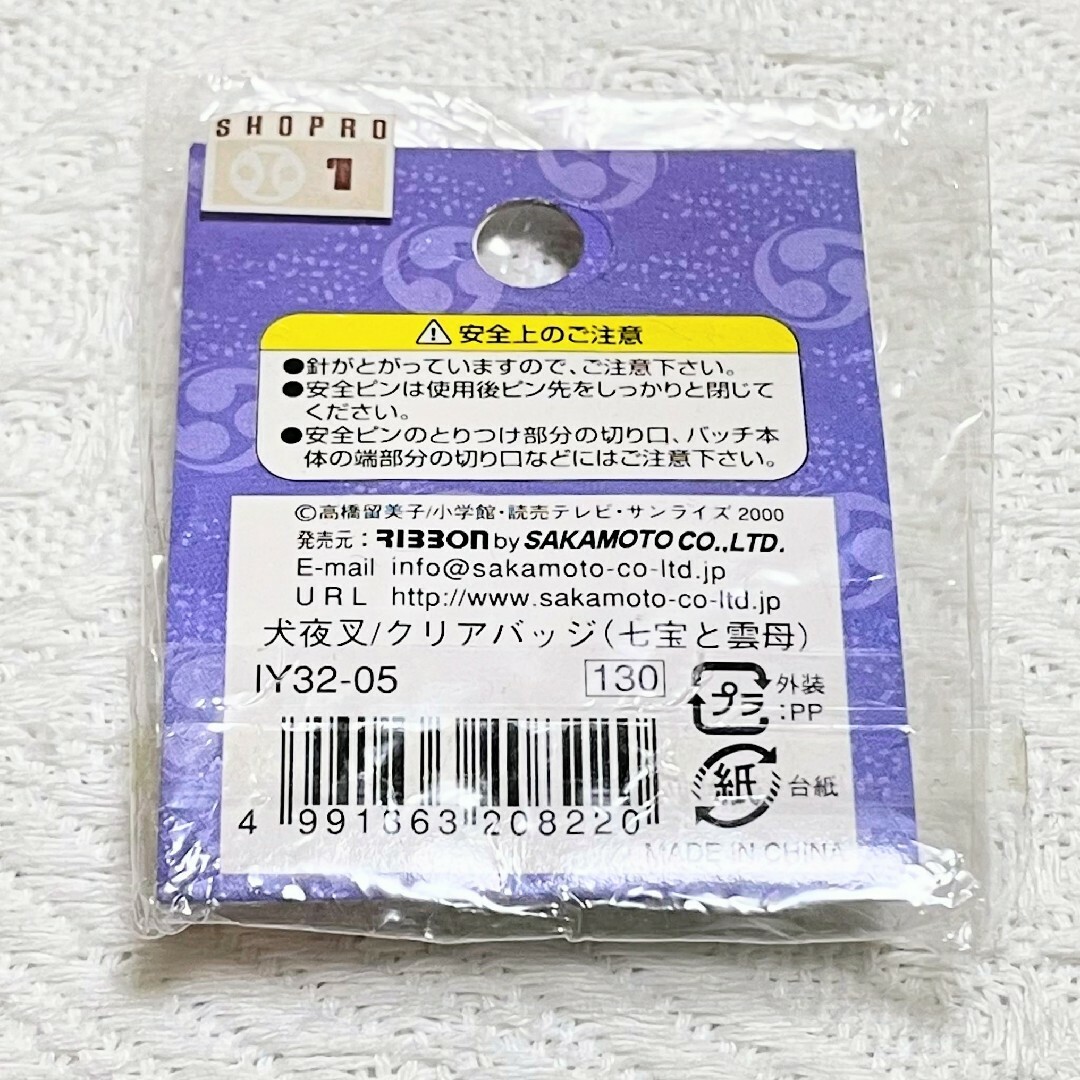 SHOPRO
1
⚠安全上のご注意
●針がとがっていますので、ご注意下さい。
●安全ピンは使用後ピン先をしっかりと閉じて
ください。
●安全ピンのとりつけ部分の切り口、バッチ本
体の端部分の切り口などにはご注意下さい。
©高橋留美子/小学館・読売テレビ・サンライズ 2000
発売元：RIBBON by SAKAMOTO CO.,LTD.
E-mail info@sakamoto-co-ltd.jp
URL http://www.sakamoto-co-ltd.jp
犬夜叉/クリアバッジ(七宝と雲母)
IY32-05 130
プラ 外装
:PP
紙 台紙
4 991663 208220
MADE IN CHINA